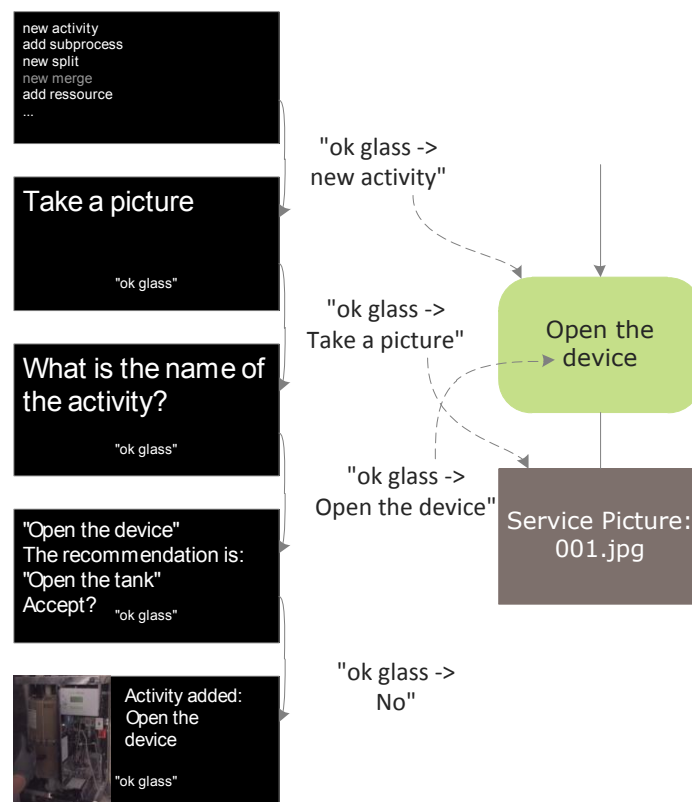 new activity
add subprocess
new split
new merge
add ressource
...
"ok glass ->
new activity"
Take a picture
"ok glass"
"ok glass ->
Take a picture"
Open the
device
What is the name of
the activity?
"ok glass"
"ok glass ->
Open the device"
Service Picture:
001.jpg
"Open the device"
The recommendation is:
"Open the tank"
Accept?
"ok glass"
"ok glass ->
No"
Activity added:
Open the
device
"ok glass"